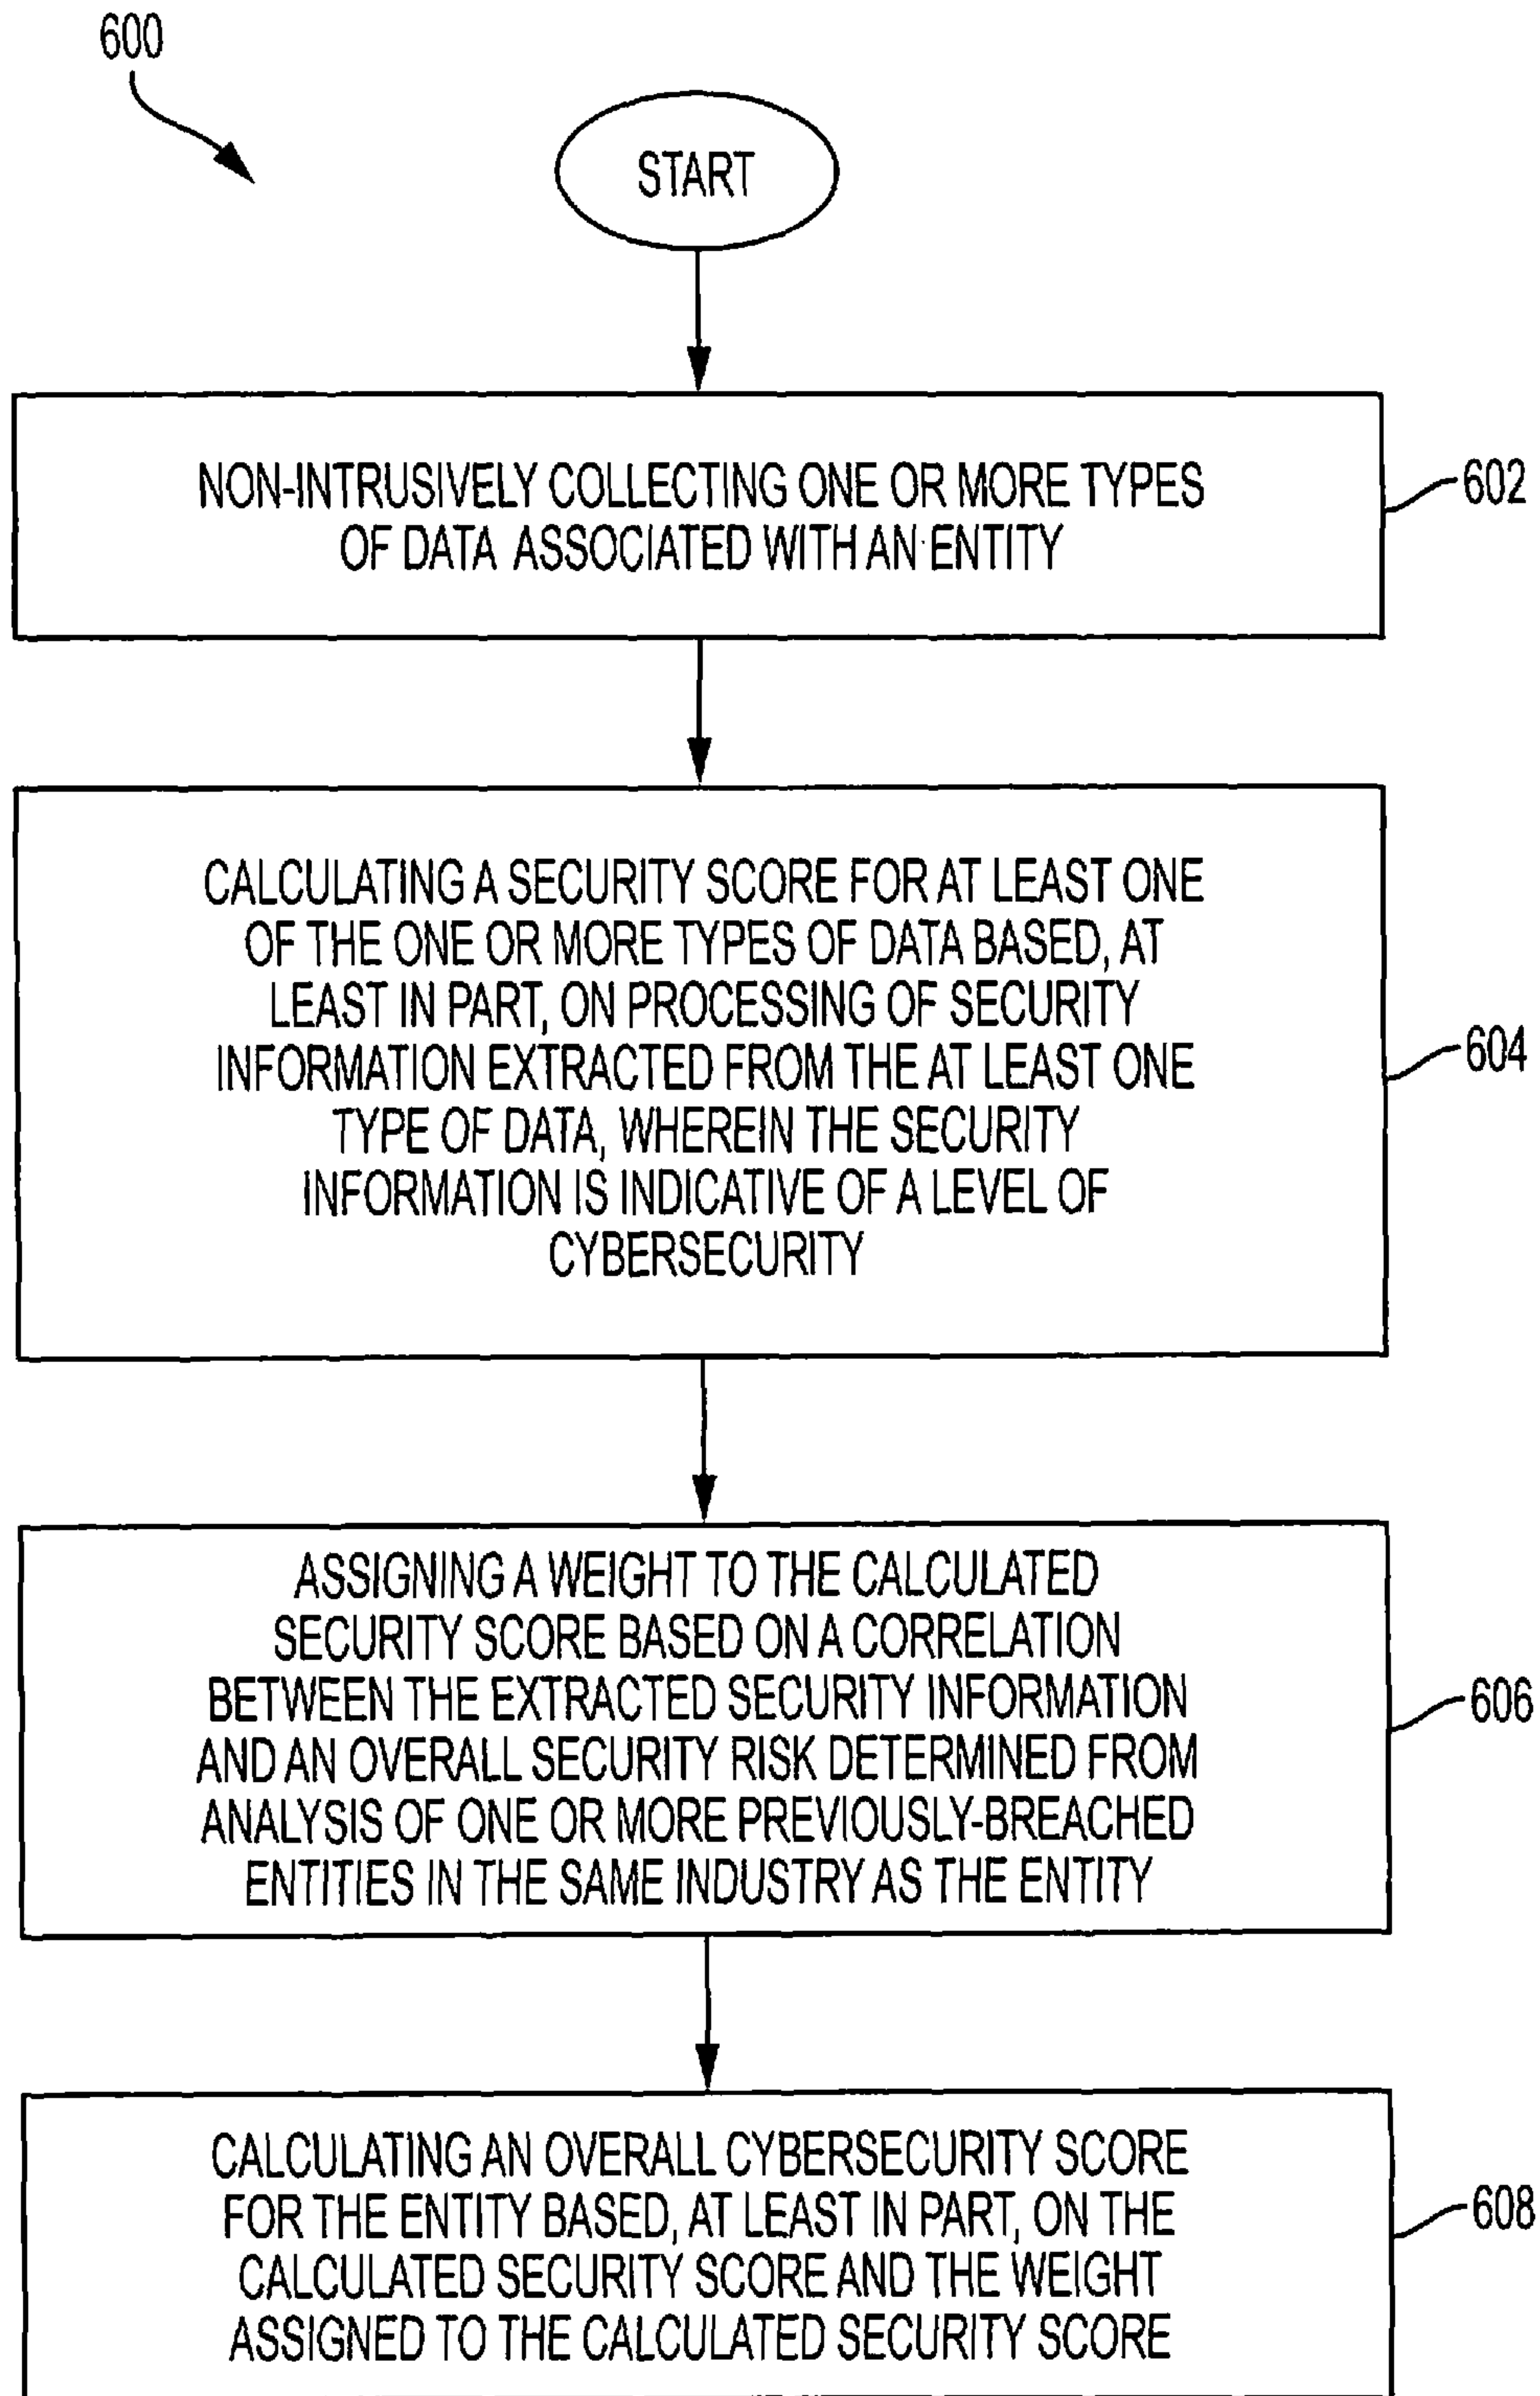 600
START
NON-INTRUSIVELY COLLECTING ONE OR MORE TYPES
OF DATA ASSOCIATED WITH AN ENTITY
602
CALCULATING A SECURITY SCORE FOR AT LEAST ONE
OF THE ONE OR MORE TYPES OF DATA BASED, AT
LEAST IN PART, ON PROCESSING OF SECURITY
INFORMATION EXTRACTED FROM THE AT LEAST ONE
TYPE OF DATA, WHEREIN THE SECURITY
INFORMATION IS INDICATIVE OF A LEVEL OF
CYBERSECURITY
604
ASSIGNING A WEIGHT TO THE CALCULATED
SECURITY SCORE BASED ON A CORRELATION
BETWEEN THE EXTRACTED SECURITY INFORMATION
AND AN OVERALL SECURITY RISK DETERMINED FROM
ANALYSIS OF ONE OR MORE PREVIOUSLY-BREACHED
ENTITIES IN THE SAME INDUSTRY AS THE ENTITY
606
CALCULATING AN OVERALL CYBERSECURITY SCORE
FOR THE ENTITY BASED, AT LEAST IN PART, ON THE
CALCULATED SECURITY SCORE AND THE WEIGHT
ASSIGNED TO THE CALCULATED SECURITY SCORE
608